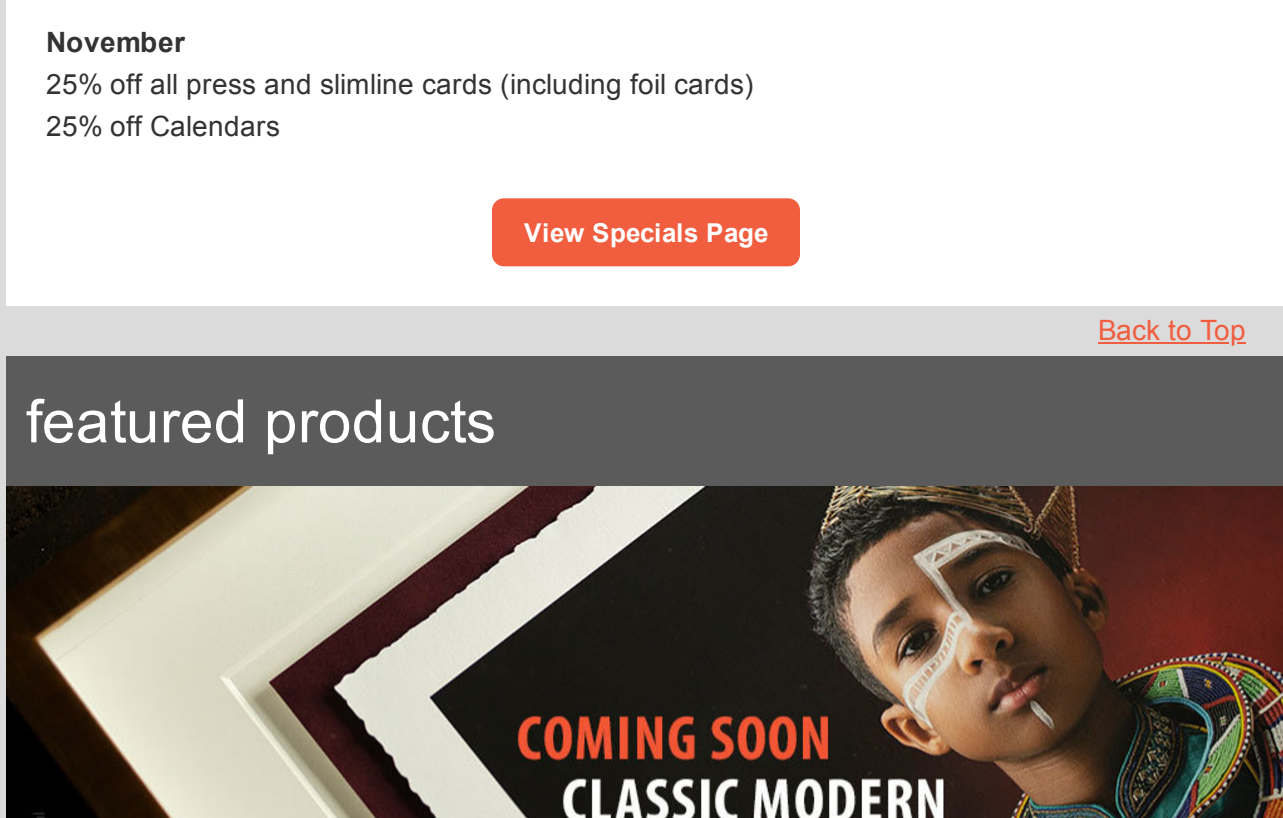 November
25% off all press and slimline cards (including foil cards)
25% off Calendars
View Specials Page
Back to Top
featured products
COMING SOON
CLASSIC MODERN